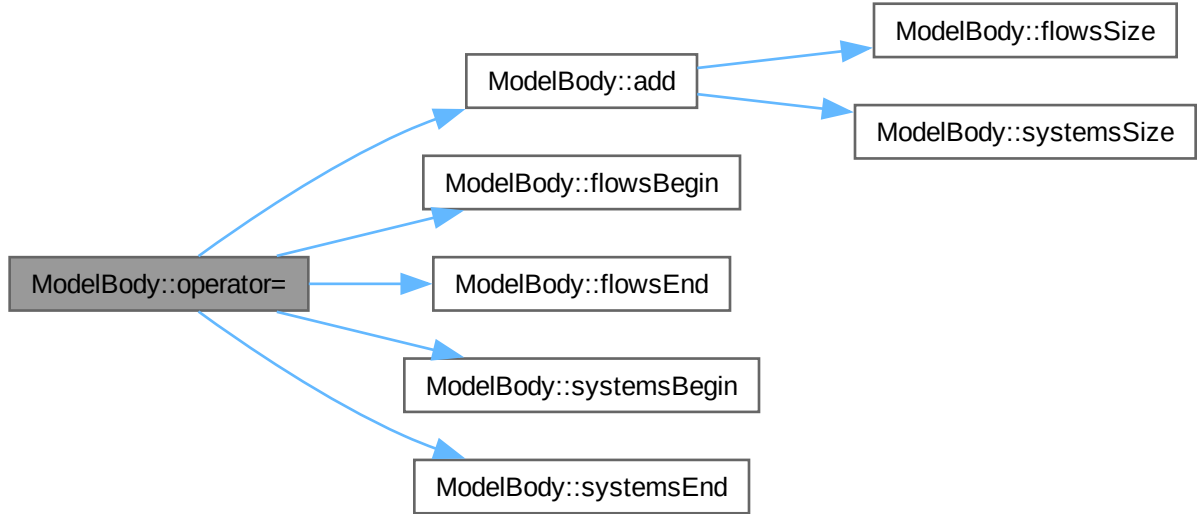 ModelBody::operator=
ModelBody::add
ModelBody::flowsSize
ModelBody::systemsSize
ModelBody::flowsBegin
ModelBody::flowsEnd
ModelBody::systemsBegin
ModelBody::systemsEnd